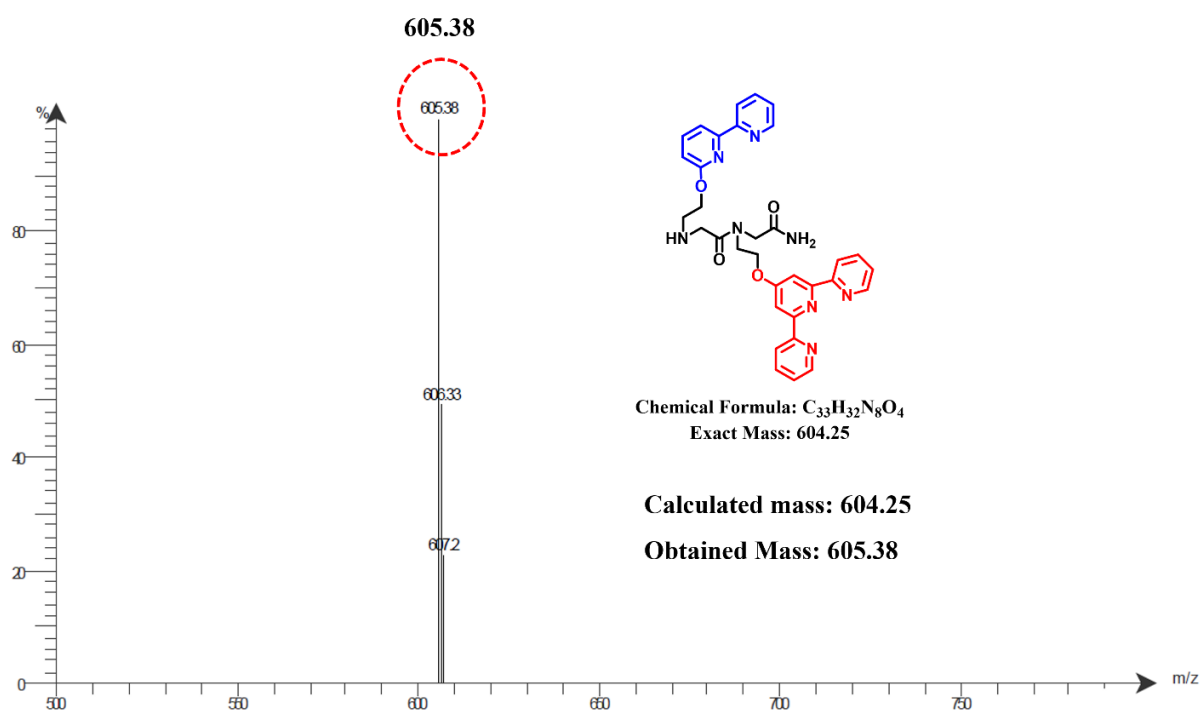 605.38
%
605.38
80
606.33
60
40
607.2
20
0
500
550
600
650
700
750
m/z
N
N
O
HN
O
N
O
NH2
O
N
N
N
Chemical Formula: C33H32N8O4
Exact Mass: 604.25
Calculated mass: 604.25
Obtained Mass: 605.38